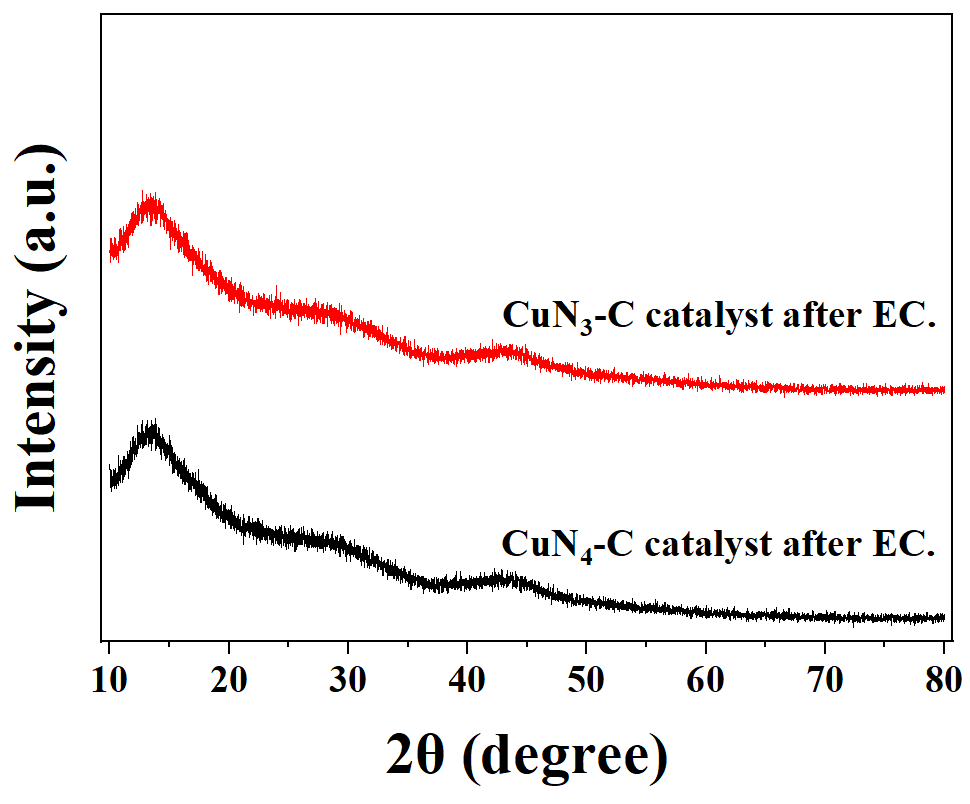 Intensity (a.u.)
CuN₃-C catalyst after EC.
CuN₄-C catalyst after EC.
10 20 30 40 50 60 70 80
2θ (degree)